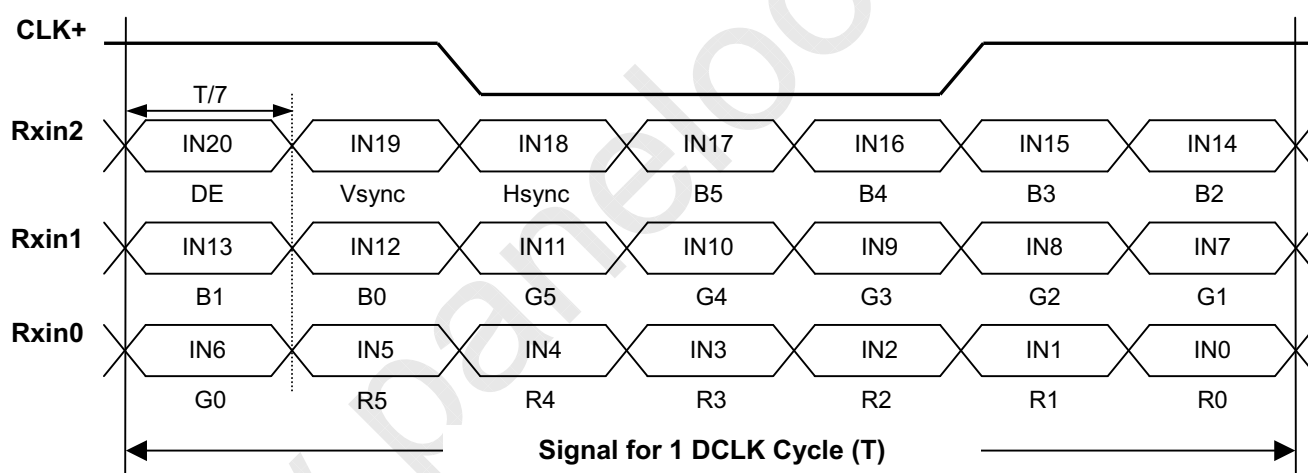 CLK+
T/7
Rxin2 IN20 IN19 IN18 IN17 IN16 IN15 IN14
DE Vsync Hsync B5 B4 B3 B2
Rxin1 IN13 IN12 IN11 IN10 IN9 IN8 IN7
B1 B0 G5 G4 G3 G2 G1
Rxin0 IN6 IN5 IN4 IN3 IN2 IN1 IN0
G0 R5 R4 R3 R2 R1 R0
Signal for 1 DCLK Cycle (T)